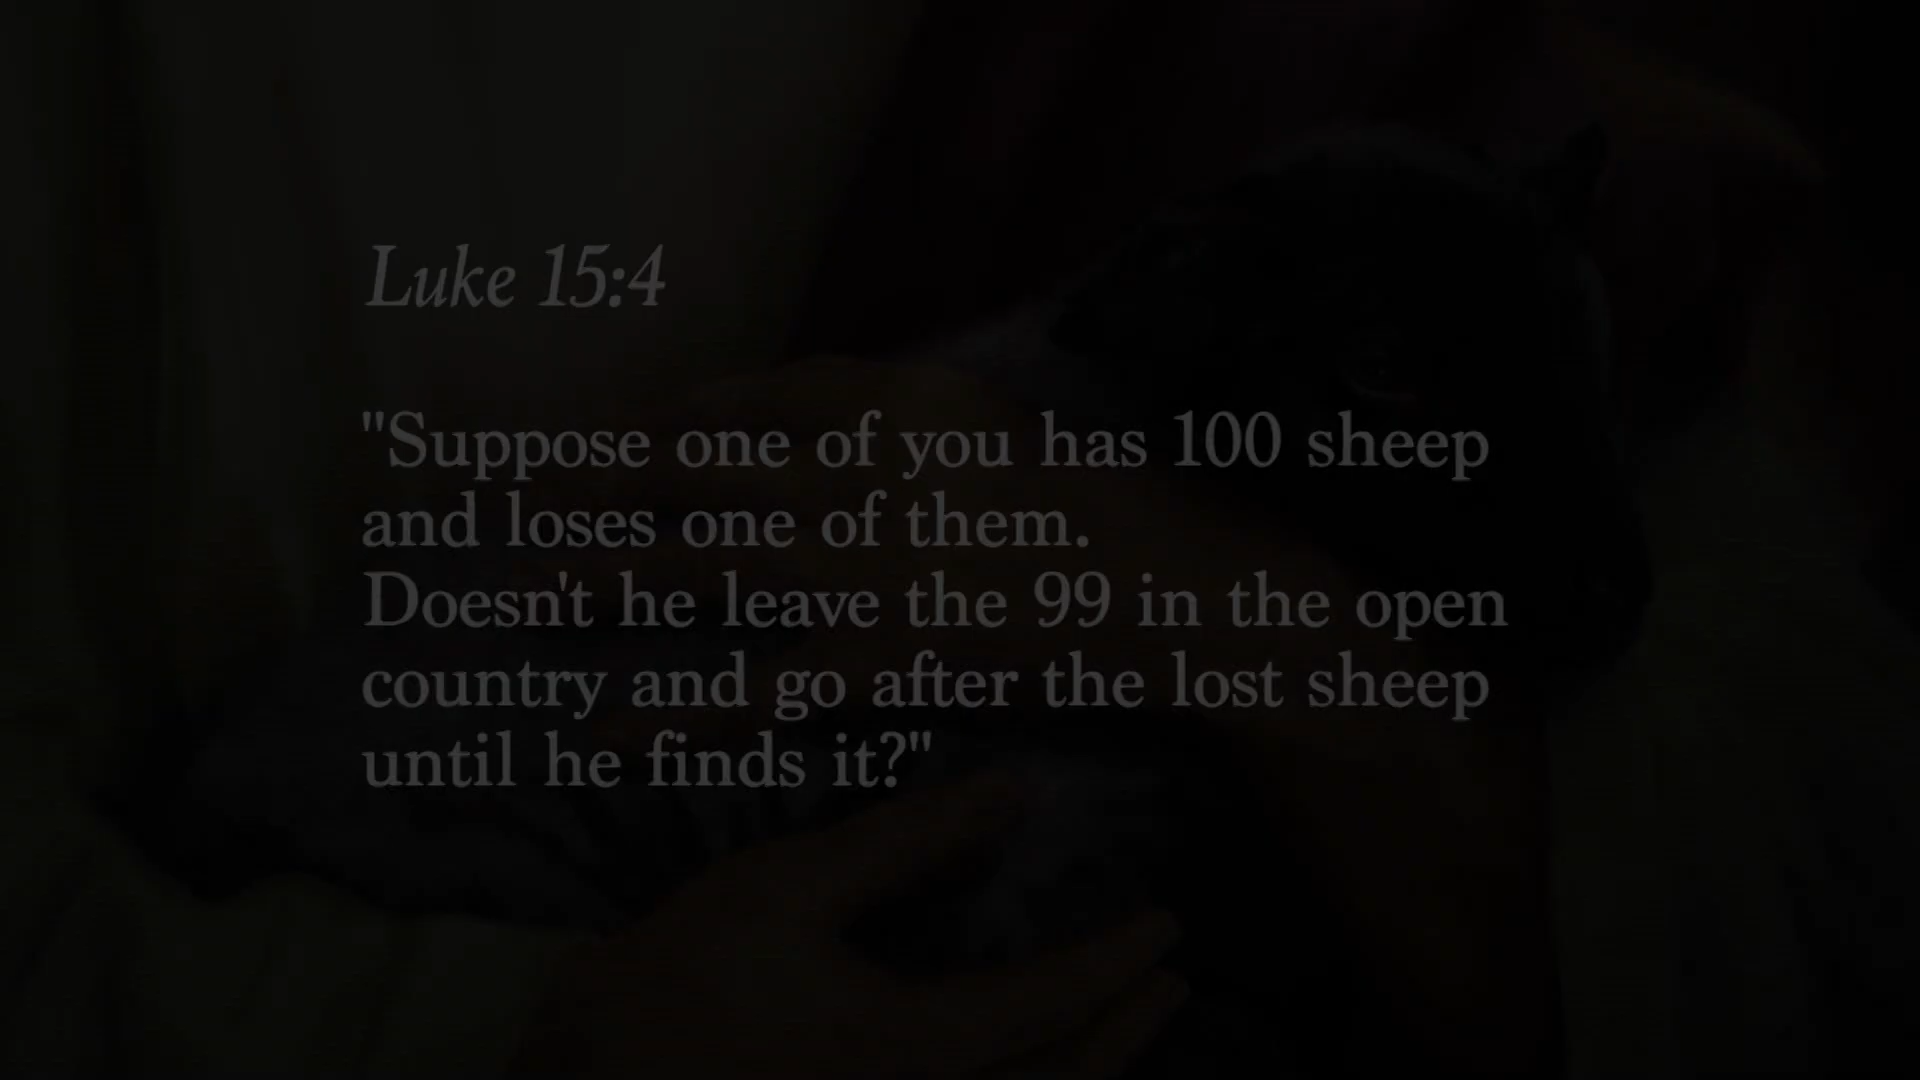 Luke 15:4
"Suppose one of you has 100 sheep
and loses one of them.
Doesn't he leave the 99 in the open
country and go after the lost sheep
until he finds it?"